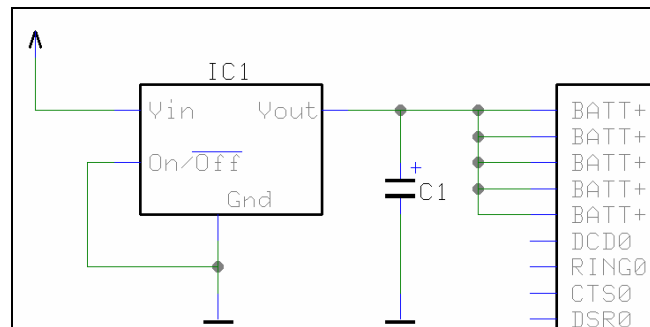 IC1
Vin
Vout
On/Off
Gnd
+
C1
BATT+
BATT+
BATT+
BATT+
BATT+
DCD0
RING0
CTS0
DSR0